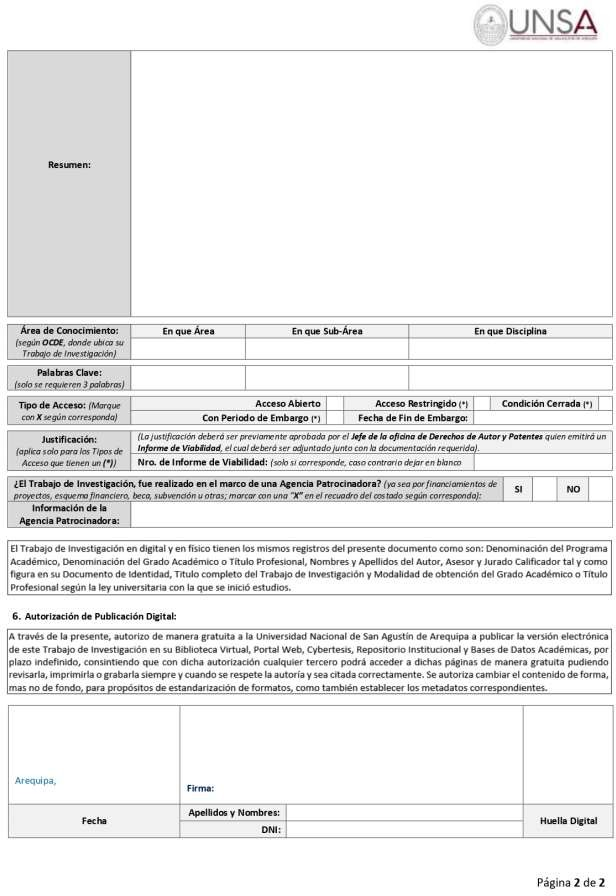 UNSA
UNIVERSIDAD NACIONAL DE SAN AGUSTÍN DE AREQUIPA
Resumen:
Área de Conocimiento:
(según OCDE, donde ubica su
Trabajo de Investigación)
En que Área
En que Sub-Área
En que Disciplina
Palabras Clave:
(solo se requieren 3 palabras)
Tipo de Acceso: (Marque
con X según corresponda)
Acceso Abierto
Acceso Restringido (*)
Condición Cerrada (*)
Con Periodo de Embargo (*)
Fecha de Fin de Embargo:
Justificación:
(aplica solo para los Tipos de
Acceso que tienen un (*))
(La justificación deberá ser previamente aprobada por el Jefe de la oficina de Derechos de Autor y Patentes quien emitirá un
Informe de Viabilidad, el cual deberá ser adjuntado junto con la documentación requerida).
Nro. de Informe de Viabilidad: (solo si corresponde, caso contrario dejar en blanco
¿El Trabajo de Investigación, fue realizado en el marco de una Agencia Patrocinadora? (ya sea por financiamientos de
proyectos, esquema financiero, beca, subvención u otras; marcar con una "X" en el recuadro del costado según corresponda):
SI
NO
Información de la
Agencia Patrocinadora:
El Trabajo de Investigación en digital y en físico tienen los mismos registros del presente documento como son: Denominación del Programa
Académico, Denominación del Grado Académico o Título Profesional, Nombres y Apellidos del Autor, Asesor y Jurado Calificador tal y como
figura en su Documento de Identidad, Titulo completo del Trabajo de Investigación y Modalidad de obtención del Grado Académico o Título
Profesional según la ley universitaria con la que se inició estudios.
6. Autorización de Publicación Digital:
A través de la presente, autorizo de manera gratuita a la Universidad Nacional de San Agustín de Arequipa a publicar la versión electrónica
de este Trabajo de Investigación en su Biblioteca Virtual, Portal Web, Cybertesis, Repositorio Institucional y Bases de Datos Académicas, por
plazo indefinido, consintiendo que con dicha autorización cualquier tercero podrá acceder a dichas páginas de manera gratuita pudiendo
revisarla, imprimirla o grabarla siempre y cuando se respete la autoría y sea citada correctamente. Se autoriza cambiar el contenido de forma,
mas no de fondo, para propósitos de estandarización de formatos, como también establecer los metadatos correspondientes.
Arequipa,
Firma:
Fecha
Apellidos y Nombres:
DNI:
Huella Digital
Página 2 de 2